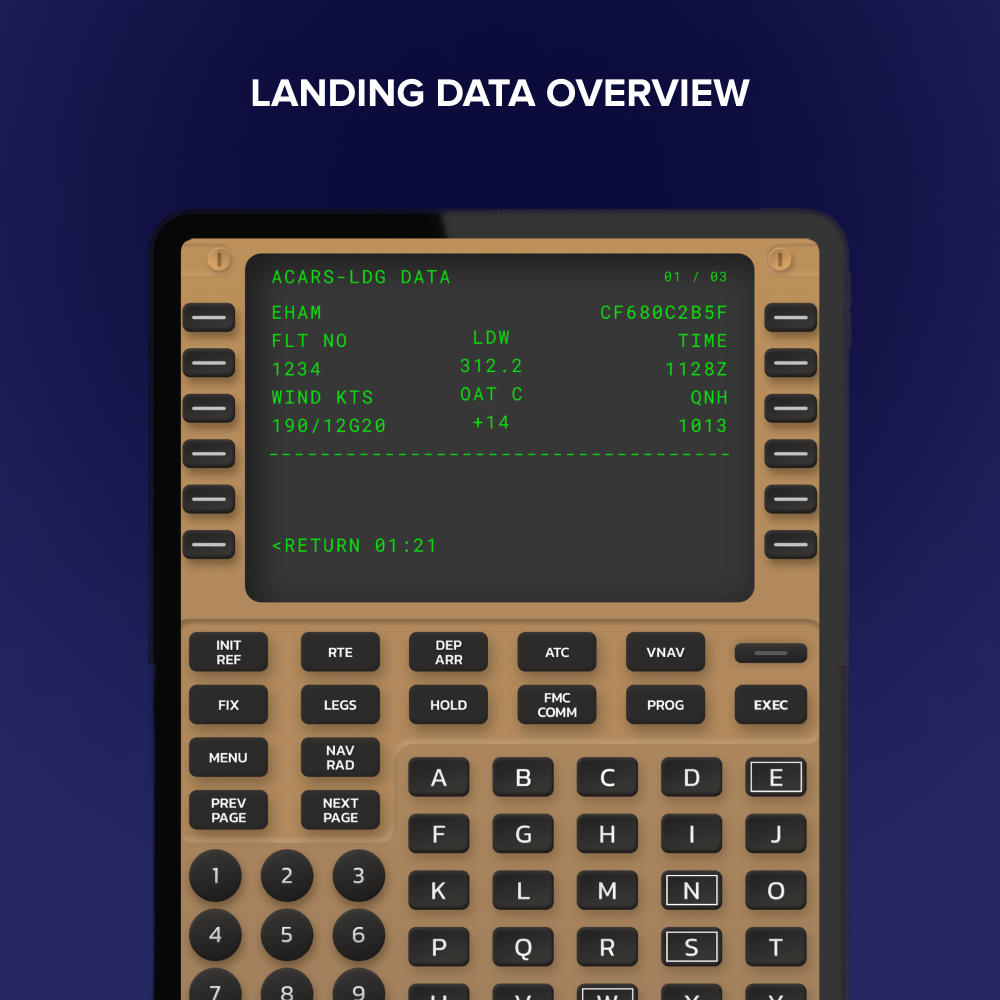 LANDING DATA OVERVIEW
ACARS-LDG DATA 01 / 03
EHAM CF680C2B5F
FLT NO LDW TIME
1234 312.2 1128Z
WIND KTS OAT C QNH
190/12G20 +14 1013
------------------------------------
<RETURN 01:21
INIT REF RTE DEP ARR ATC VNAV
FIX LEGS HOLD FMC COMM PROG EXEC
MENU NAV RAD
PREV PAGE NEXT PAGE
A B C D E
F G H I J
K L M N O
P Q R S T
1 2 3
4 5 6
7 8 9